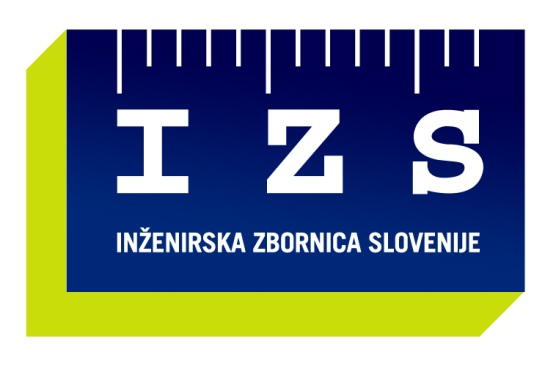 I Z S
INŽENIRSKA ZBORNICA SLOVENIJE